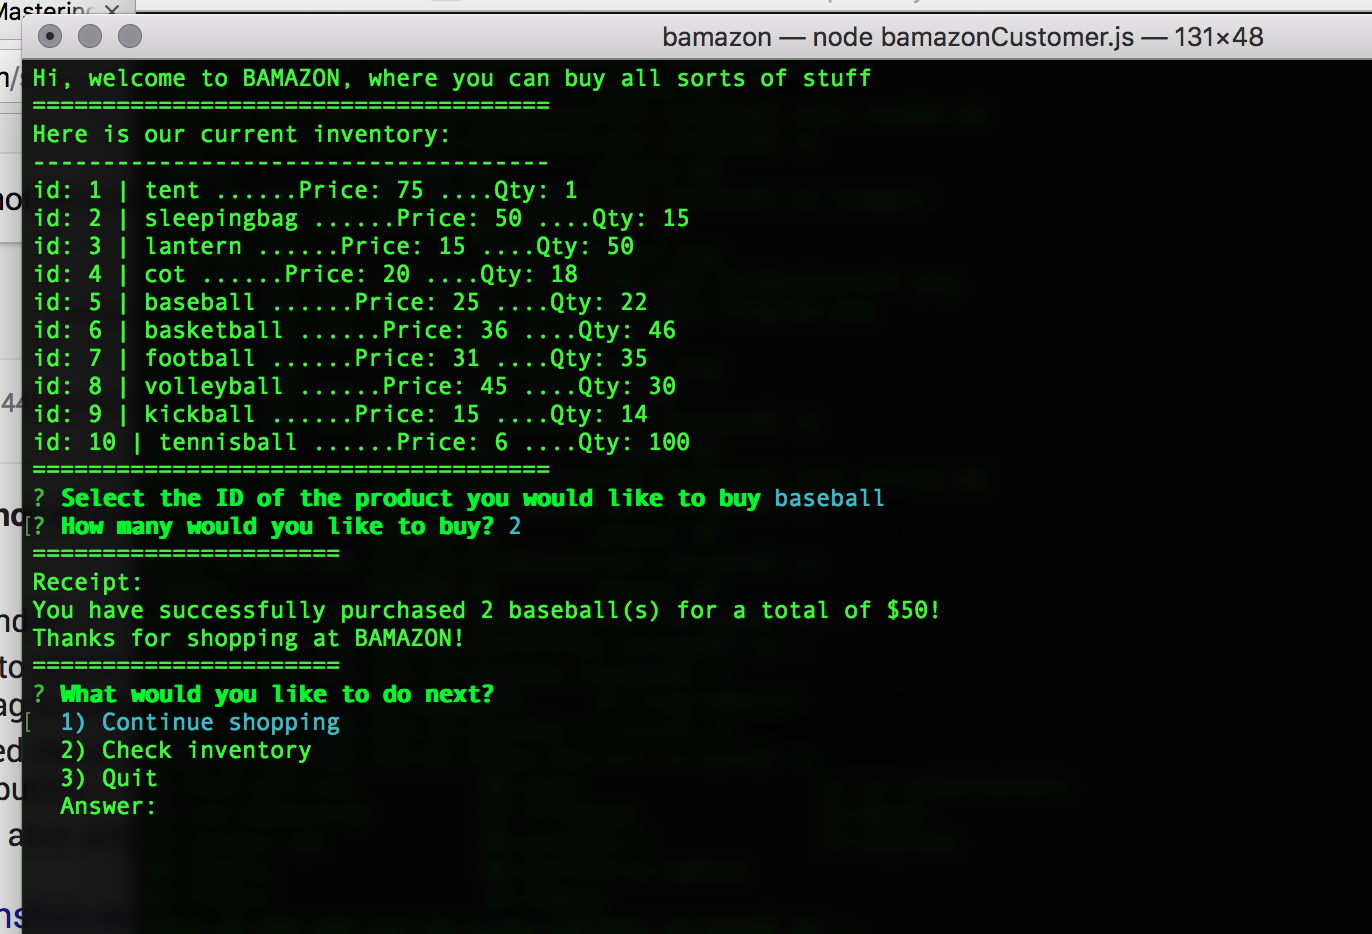 Mastering
bamazon — node bamazonCustomer.js — 131×48
Hi, welcome to BAMAZON, where you can buy all sorts of stuff
=====================================
Here is our current inventory:
-------------------------------------
id: 1 | tent ......Price: 75 ....Qty: 1
id: 2 | sleepingbag ......Price: 50 ....Qty: 15
id: 3 | lantern ......Price: 15 ....Qty: 50
id: 4 | cot ......Price: 20 ....Qty: 18
id: 5 | baseball ......Price: 25 ....Qty: 22
id: 6 | basketball ......Price: 36 ....Qty: 46
id: 7 | football ......Price: 31 ....Qty: 35
id: 8 | volleyball ......Price: 45 ....Qty: 30
id: 9 | kickball ......Price: 15 ....Qty: 14
id: 10 | tennisball ......Price: 6 ....Qty: 100
=====================================
? Select the ID of the product you would like to buy baseball
[? How many would you like to buy? 2
======================
Receipt:
You have successfully purchased 2 baseball(s) for a total of $50!
Thanks for shopping at BAMAZON!
======================
? What would you like to do next?
[ 1) Continue shopping
2) Check inventory
3) Quit
Answer: